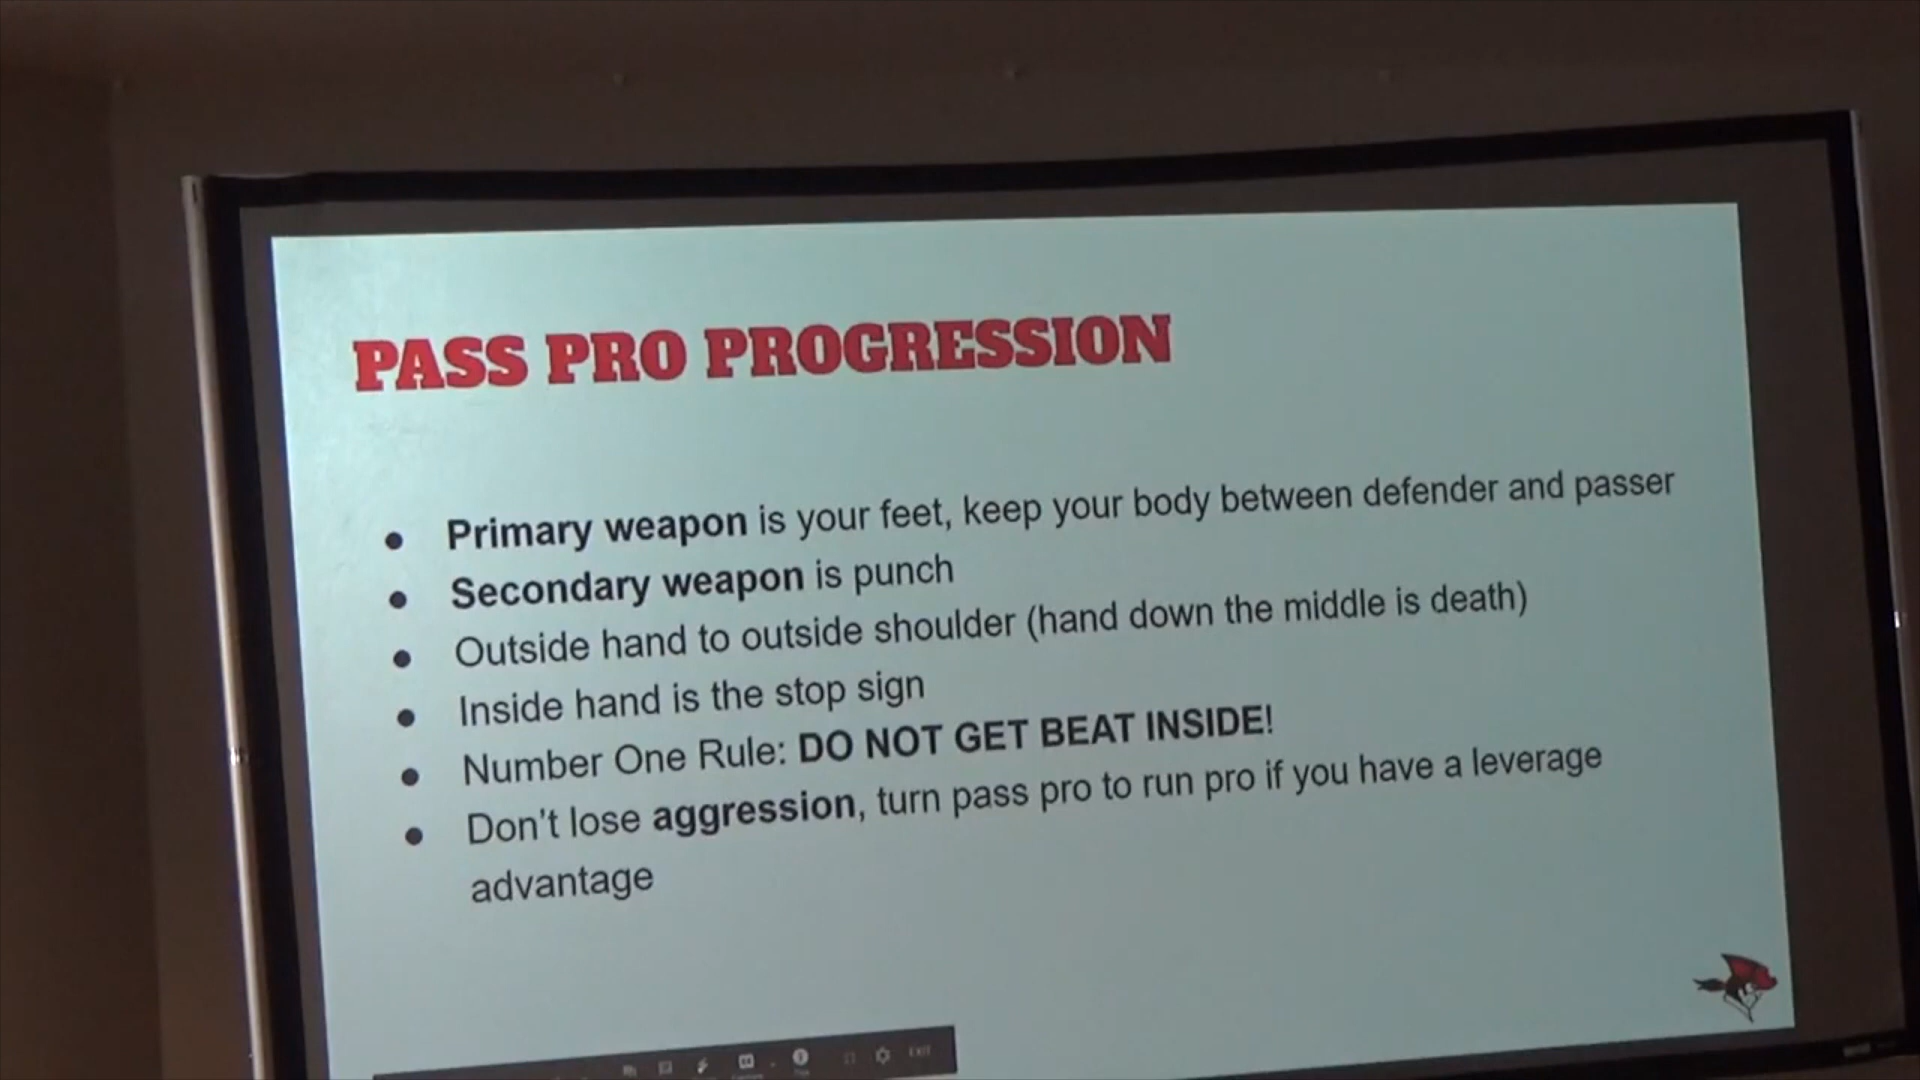 PASS PRO PROGRESSION
● Primary weapon is your feet, keep your body between defender and passer
● Secondary weapon is punch
● Outside hand to outside shoulder (hand down the middle is death)
● Inside hand is the stop sign
● Number One Rule: DO NOT GET BEAT INSIDE!
● Don't lose aggression, turn pass pro to run pro if you have a leverage
advantage
EXIT